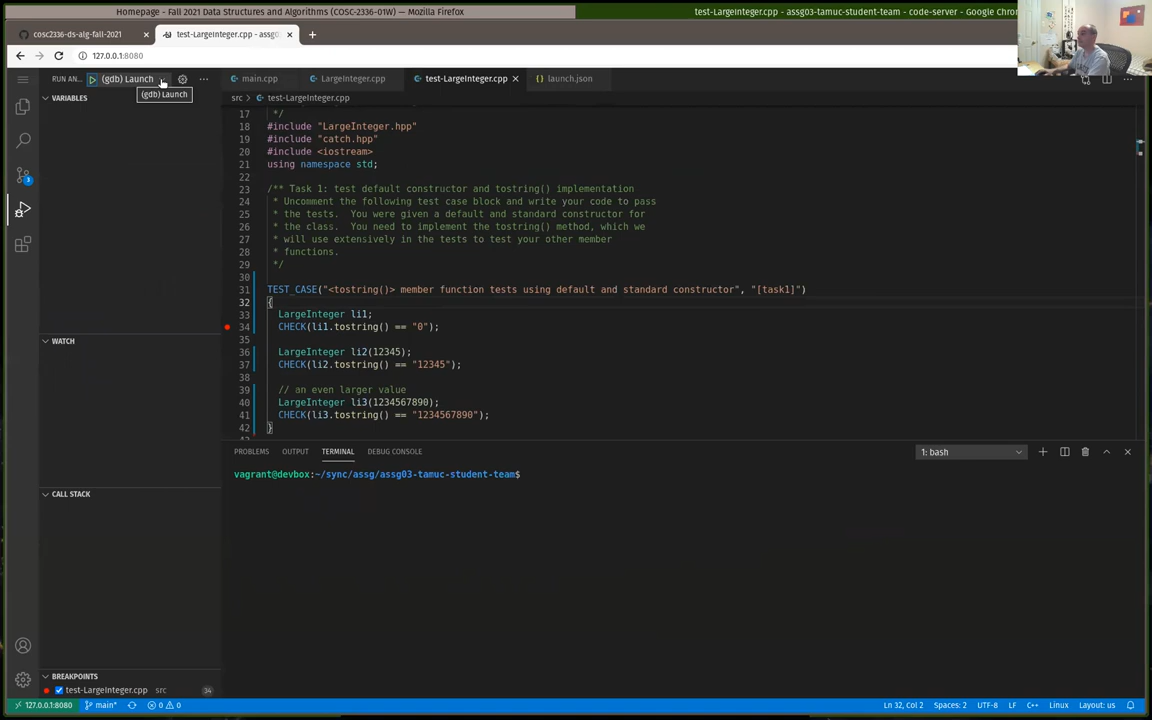 Homepage - Fall 2021 Data Structures and Algorithms (COSC-2336-01W) — Mozilla Firefox
test-LargeInteger.cpp - assg03-tamuc-student-team - code-server - Google Chrom
cosc2336-ds-alg-fall-2021 ×
test-LargeInteger.cpp - assg ×
+
127.0.0.1:8080
RUN AN... (gdb) Launch
(gdb) Launch
main.cpp
LargeInteger.cpp
test-LargeInteger.cpp ×
launch.json
VARIABLES
src > test-LargeInteger.cpp
17 */
18 #include "LargeInteger.hpp"
19 #include "catch.hpp"
20 #include <iostream>
21 using namespace std;
22
23 /** Task 1: test default constructor and tostring() implementation
24 * Uncomment the following test case block and write your code to pass
25 * the tests.  You were given a default and standard constructor for
26 * the class.  You need to implement the tostring() method, which we
27 * will use extensively in the tests to test your other member
28 * functions.
29 */
30
31 TEST_CASE("<tostring()> member function tests using default and standard constructor", "[task1]")
32 {
33 LargeInteger li1;
34 CHECK(li1.tostring() == "0");
35
36 LargeInteger li2(12345);
37 CHECK(li2.tostring() == "12345");
38
39 // an even larger value
40 LargeInteger li3(1234567890);
41 CHECK(li3.tostring() == "1234567890");
42 }
WATCH
CALL STACK
PROBLEMS OUTPUT TERMINAL DEBUG CONSOLE
1: bash
vagrant@devbox:~/sync/assg/assg03-tamuc-student-team$
3
BREAKPOINTS
test-LargeInteger.cpp src 34
127.0.0.1:8080 main* 0 0
Ln 32, Col 2 Spaces: 2 UTF-8 LF C++ Linux Layout: us